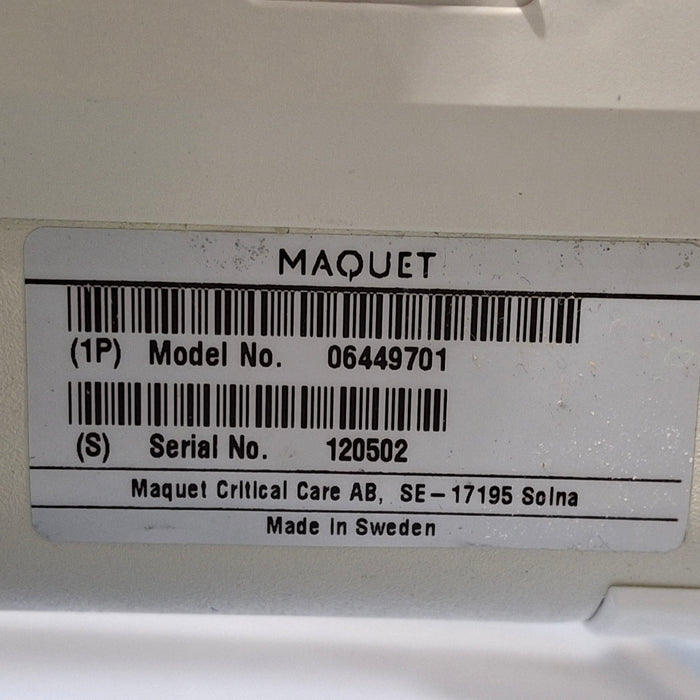 MAQUET
(1P) Model No. 06449701
(S) Serial No. 120502
Maquet Critical Care AB, SE-17195 Solna
Made in Sweden